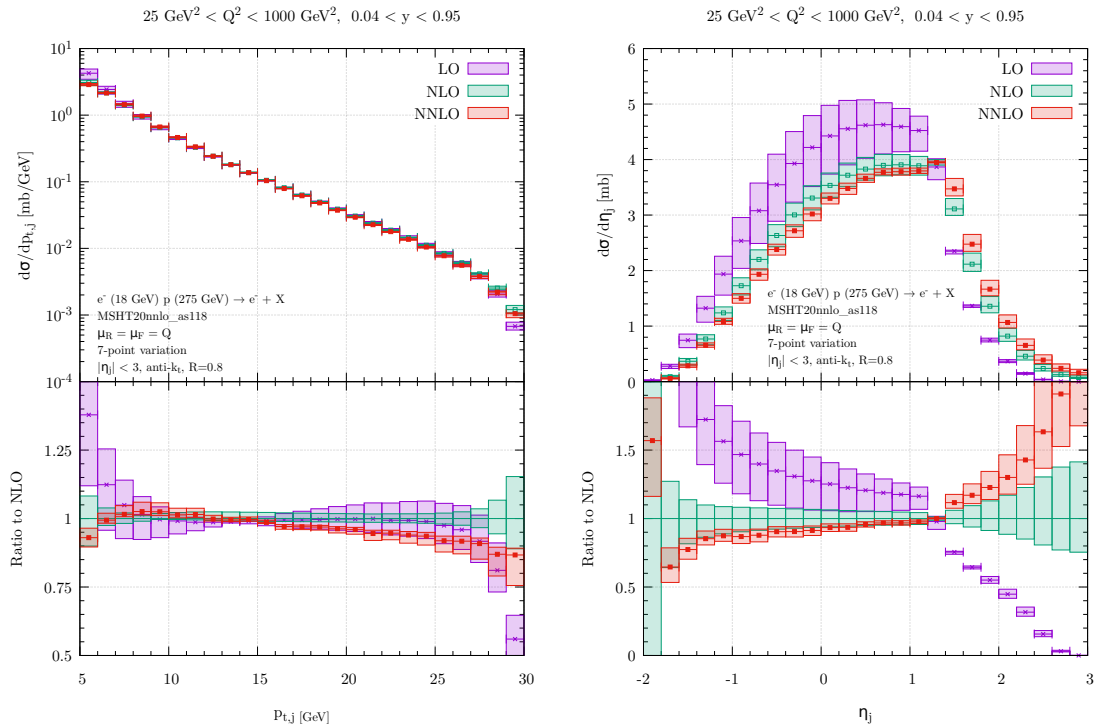 25 GeV² < Q² < 1000 GeV², 0.04 < y < 0.95
10¹
10⁰
10⁻¹
10⁻²
10⁻³
10⁻⁴
dσ/dp_{t,j} [mb/GeV]
LO
NLO
NNLO
e⁻ (18 GeV) p (275 GeV) → e⁻ + X
MSHT20nnlo_as118
μ_R = μ_F = Q
7-point variation
|η_j| < 3, anti-k_t, R=0.8
1.25
1
0.75
0.5
Ratio to NLO
5 10 15 20 25 30
p_{t,j} [GeV]
25 GeV² < Q² < 1000 GeV², 0.04 < y < 0.95
6
5
4
3
2
1
0
dσ/dη_j [mb]
LO
NLO
NNLO
e⁻ (18 GeV) p (275 GeV) → e⁻ + X
MSHT20nnlo_as118
μ_R = μ_F = Q
7-point variation
|η_j| < 3, anti-k_t, R=0.8
1.5
1
0.5
0
Ratio to NLO
-2 -1 0 1 2 3
η_j